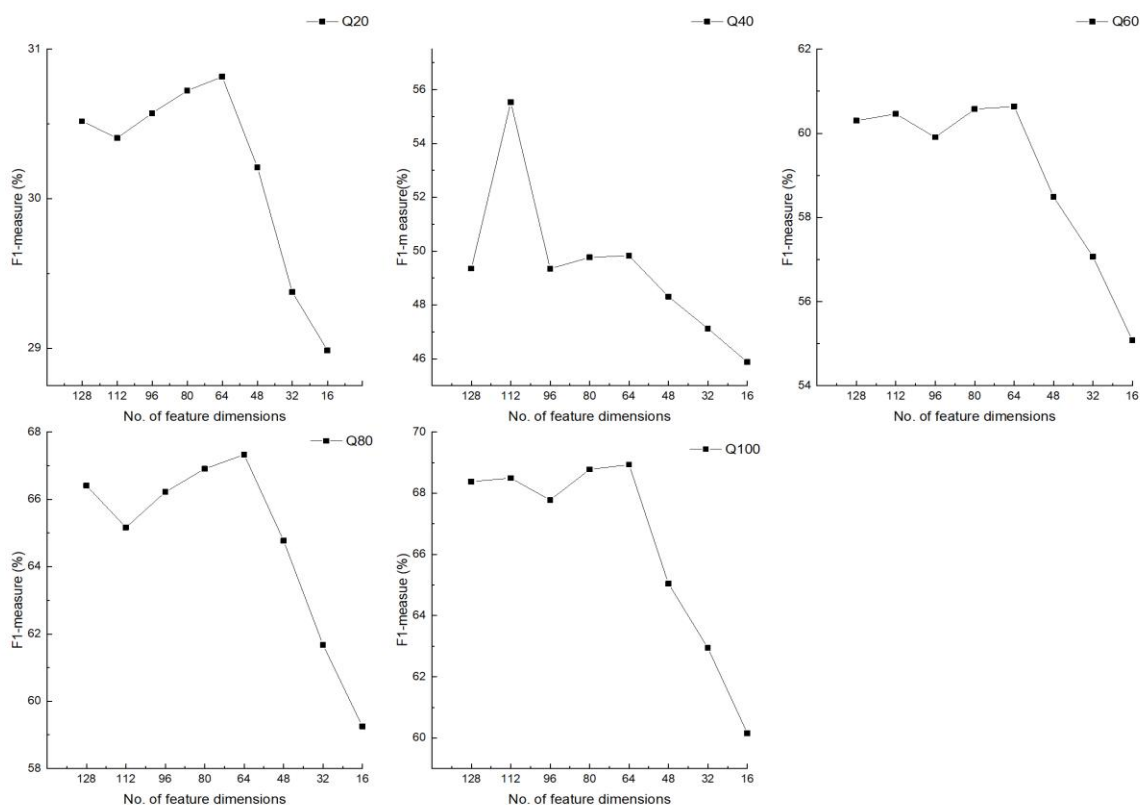 Q20
31
30
29
F1-measure (%)
128 112 96 80 64 48 32 16
No. of feature dimensions
Q40
56
54
52
50
48
46
F1-m easure(%)
128 112 96 80 64 48 32 16
No. of feature dimensions
Q60
62
60
58
56
54
F1-measure (%)
128 112 96 80 64 48 32 16
No. of feature dimensions
Q80
68
66
64
62
60
58
F1-measure (%)
128 112 96 80 64 48 32 16
No. of feature dimensions
Q100
70
68
66
64
62
60
F1-measue (%)
128 112 96 80 64 48 32 16
No. of feature dimensions